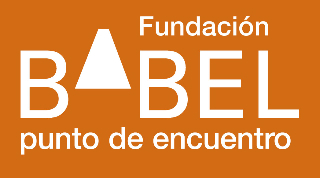 Fundación
BABEL
punto de encuentro